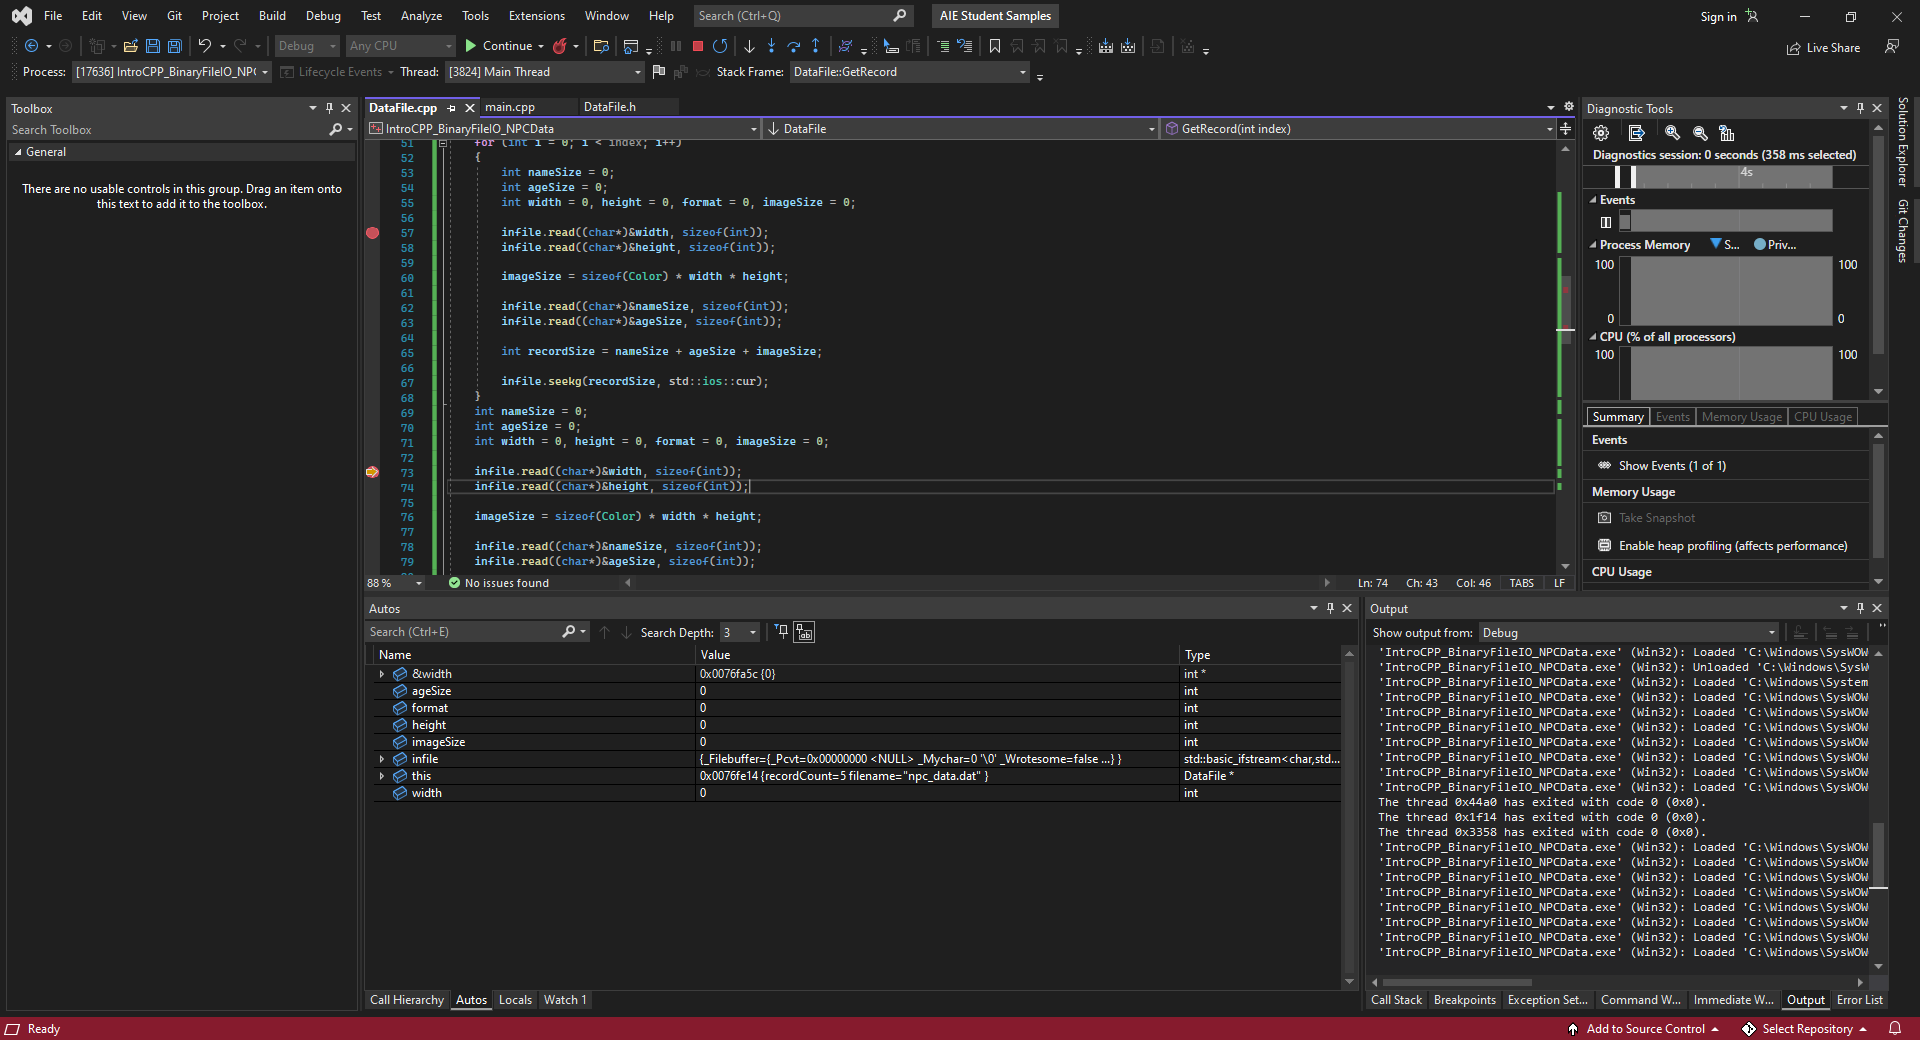 File Edit View Git Project Build Debug Test Analyze Tools Extensions Window Help Search (Ctrl+Q) AIE Student Samples Sign in
Debug Any CPU Continue Live Share
Process: [17636] IntroCPP_BinaryFileIO_NPC Lifecycle Events Thread: [3824] Main Thread Stack Frame: DataFile::GetRecord
Toolbox
Search Toolbox
General
There are no usable controls in this group. Drag an item onto
this text to add it to the toolbox.
DataFile.cpp main.cpp DataFile.h
IntroCPP_BinaryFileIO_NPCData DataFile GetRecord(int index)
51 for (int i = 0; i < index; i++)
52 {
53 int nameSize = 0;
54 int ageSize = 0;
55 int width = 0, height = 0, format = 0, imageSize = 0;
56
57 infile.read((char*)&width, sizeof(int));
58 infile.read((char*)&height, sizeof(int));
59
60 imageSize = sizeof(Color) * width * height;
61
62 infile.read((char*)&nameSize, sizeof(int));
63 infile.read((char*)&ageSize, sizeof(int));
64
65 int recordSize = nameSize + ageSize + imageSize;
66
67 infile.seekg(recordSize, std::ios::cur);
68 }
69 int nameSize = 0;
70 int ageSize = 0;
71 int width = 0, height = 0, format = 0, imageSize = 0;
72
73 infile.read((char*)&width, sizeof(int));
74 infile.read((char*)&height, sizeof(int));
75
76 imageSize = sizeof(Color) * width * height;
77
78 infile.read((char*)&nameSize, sizeof(int));
79 infile.read((char*)&ageSize, sizeof(int));
88 % No issues found Ln: 74 Ch: 43 Col: 46 TABS LF
Diagnostic Tools
Diagnostics session: 0 seconds (358 ms selected)
4s
Events
Process Memory S... Priv...
100 100
0 0
CPU (% of all processors)
100 100
Summary Events Memory Usage CPU Usage
Events
Show Events (1 of 1)
Memory Usage
Take Snapshot
Enable heap profiling (affects performance)
CPU Usage
Solution Explorer
Git Changes
Autos
Search (Ctrl+E) Search Depth: 3
Name Value Type
&width 0x0076fa5c {0} int *
ageSize 0 int
format 0 int
height 0 int
imageSize 0 int
infile {_Filebuffer={_Pcvt=0x00000000 <NULL> _Mychar=0 '\0' _Wrotesome=false ...} } std::basic_ifstream<char,std...
this 0x0076fe14 {recordCount=5 filename="npc_data.dat" } DataFile *
width 0 int
Call Hierarchy Autos Locals Watch 1
Output
Show output from: Debug
'IntroCPP_BinaryFileIO_NPCData.exe' (Win32): Loaded 'C:\Windows\SysWOW
'IntroCPP_BinaryFileIO_NPCData.exe' (Win32): Unloaded 'C:\Windows\SysWO
'IntroCPP_BinaryFileIO_NPCData.exe' (Win32): Loaded 'C:\Windows\System
'IntroCPP_BinaryFileIO_NPCData.exe' (Win32): Loaded 'C:\Windows\SysWOW
'IntroCPP_BinaryFileIO_NPCData.exe' (Win32): Loaded 'C:\Windows\SysWOW
'IntroCPP_BinaryFileIO_NPCData.exe' (Win32): Loaded 'C:\Windows\SysWOW
'IntroCPP_BinaryFileIO_NPCData.exe' (Win32): Loaded 'C:\Windows\SysWOW
'IntroCPP_BinaryFileIO_NPCData.exe' (Win32): Loaded 'C:\Windows\SysWOW
'IntroCPP_BinaryFileIO_NPCData.exe' (Win32): Loaded 'C:\Windows\SysWOW
'IntroCPP_BinaryFileIO_NPCData.exe' (Win32): Loaded 'C:\Windows\SysWOW
The thread 0x44a0 has exited with code 0 (0x0).
The thread 0x1f14 has exited with code 0 (0x0).
The thread 0x3358 has exited with code 0 (0x0).
'IntroCPP_BinaryFileIO_NPCData.exe' (Win32): Loaded 'C:\Windows\SysWOW
'IntroCPP_BinaryFileIO_NPCData.exe' (Win32): Loaded 'C:\Windows\SysWOW
'IntroCPP_BinaryFileIO_NPCData.exe' (Win32): Loaded 'C:\Windows\SysWOW
'IntroCPP_BinaryFileIO_NPCData.exe' (Win32): Loaded 'C:\Windows\SysWOW
'IntroCPP_BinaryFileIO_NPCData.exe' (Win32): Loaded 'C:\Windows\SysWOW
'IntroCPP_BinaryFileIO_NPCData.exe' (Win32): Loaded 'C:\Windows\SysWOW
'IntroCPP_BinaryFileIO_NPCData.exe' (Win32): Loaded 'C:\Windows\SysWOW
'IntroCPP_BinaryFileIO_NPCData.exe' (Win32): Loaded 'C:\Windows\SysWOW
Call Stack Breakpoints Exception Set... Command W... Immediate W... Output Error List
Ready Add to Source Control Select Repository